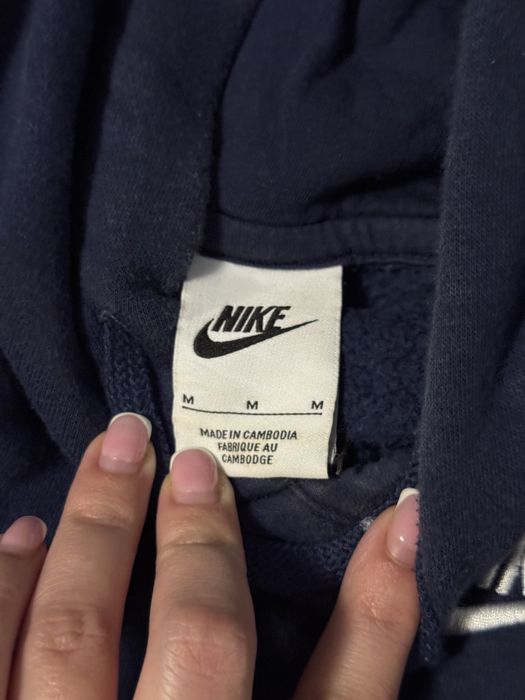 NIKE
M M M
MADE IN CAMBODIA
FABRIQUE AU
CAMBODGE